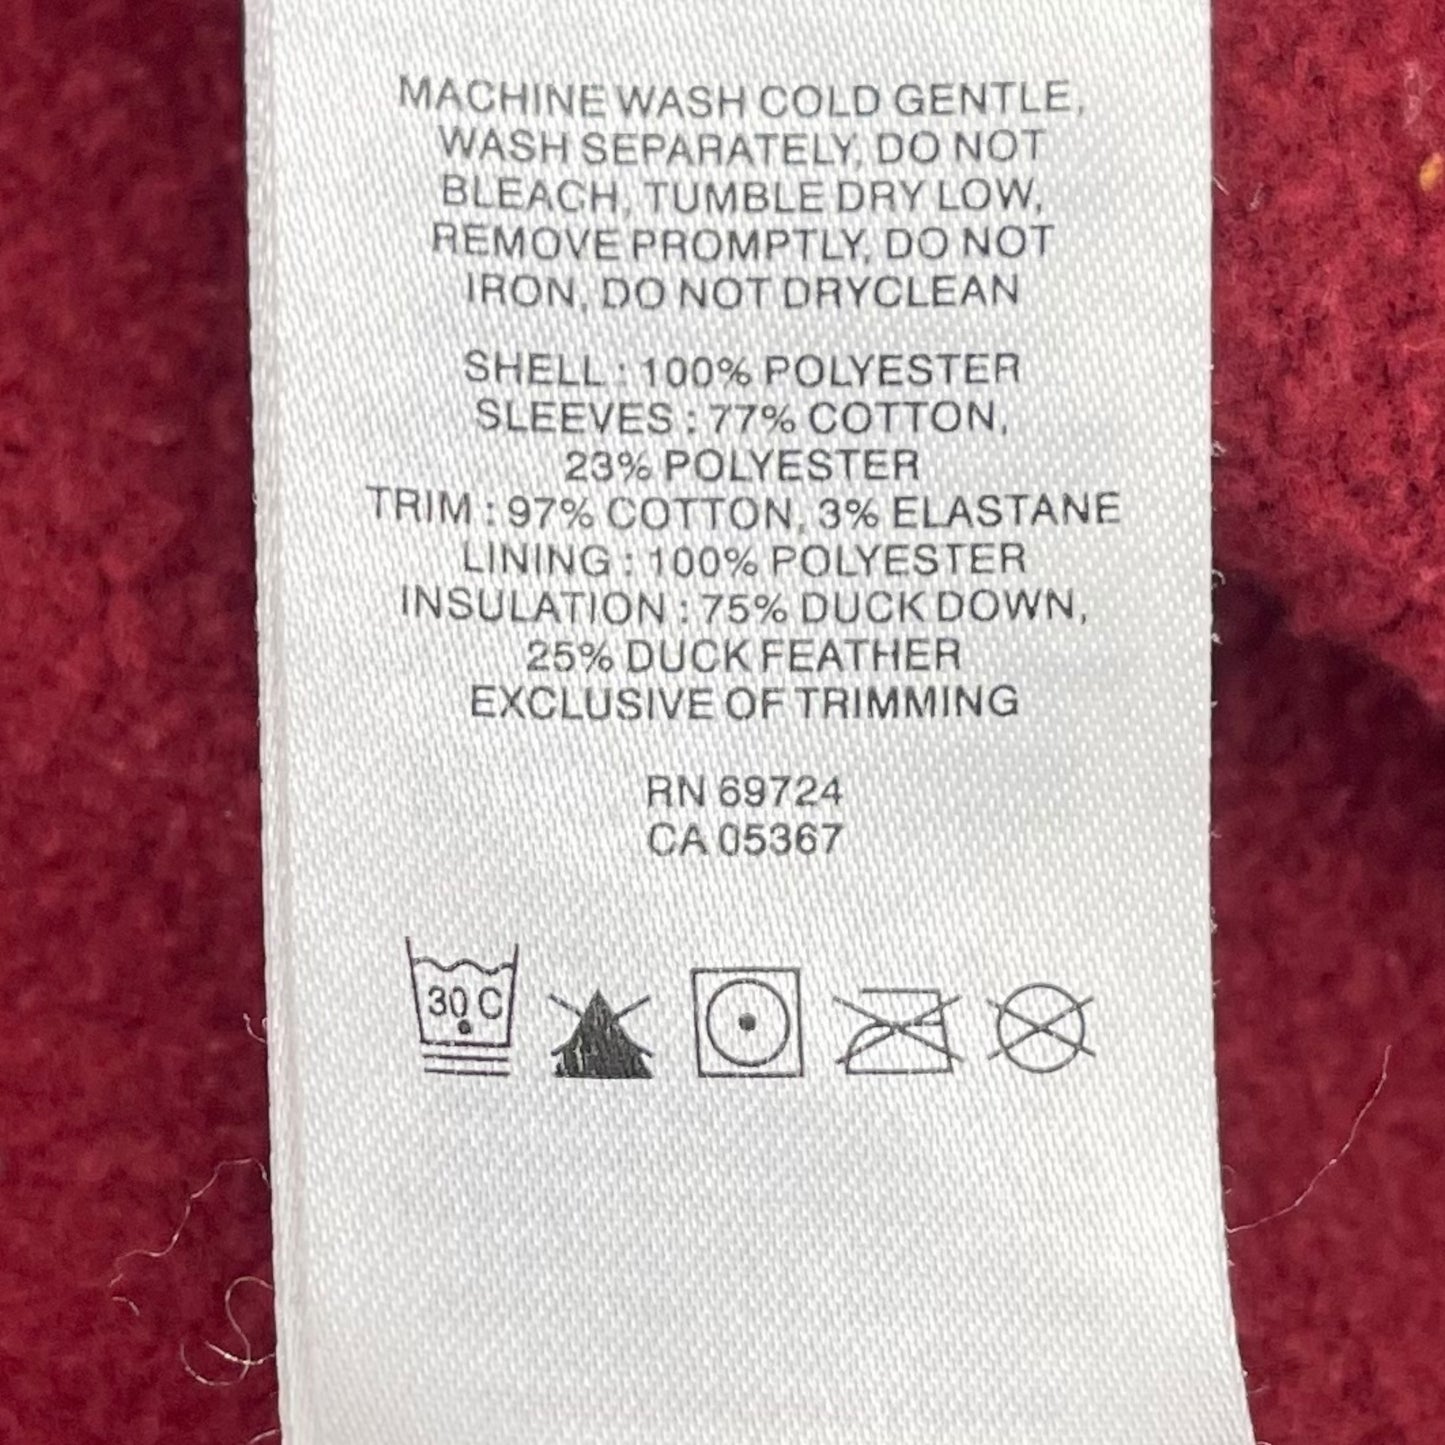 MACHINE WASH COLD GENTLE,
WASH SEPARATELY, DO NOT
BLEACH, TUMBLE DRY LOW,
REMOVE PROMPTLY, DO NOT
IRON, DO NOT DRYCLEAN
SHELL : 100% POLYESTER
SLEEVES : 77% COTTON,
23% POLYESTER
TRIM : 97% COTTON, 3% ELASTANE
LINING : 100% POLYESTER
INSULATION : 75% DUCK DOWN,
25% DUCK FEATHER
EXCLUSIVE OF TRIMMING
RN 69724
CA 05367
30 C